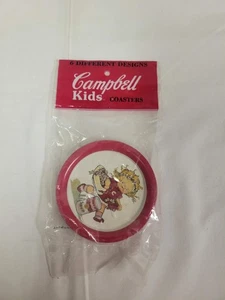 6 DIFFERENT DESIGNS
Campbell
Kids COASTERS